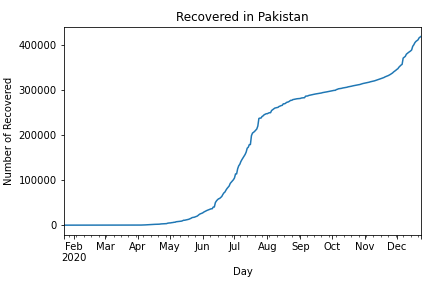 Recovered in Pakistan
Number of Recovered
400000
300000
200000
100000
0
Feb Mar Apr May Jun Jul Aug Sep Oct Nov Dec
2020
Day